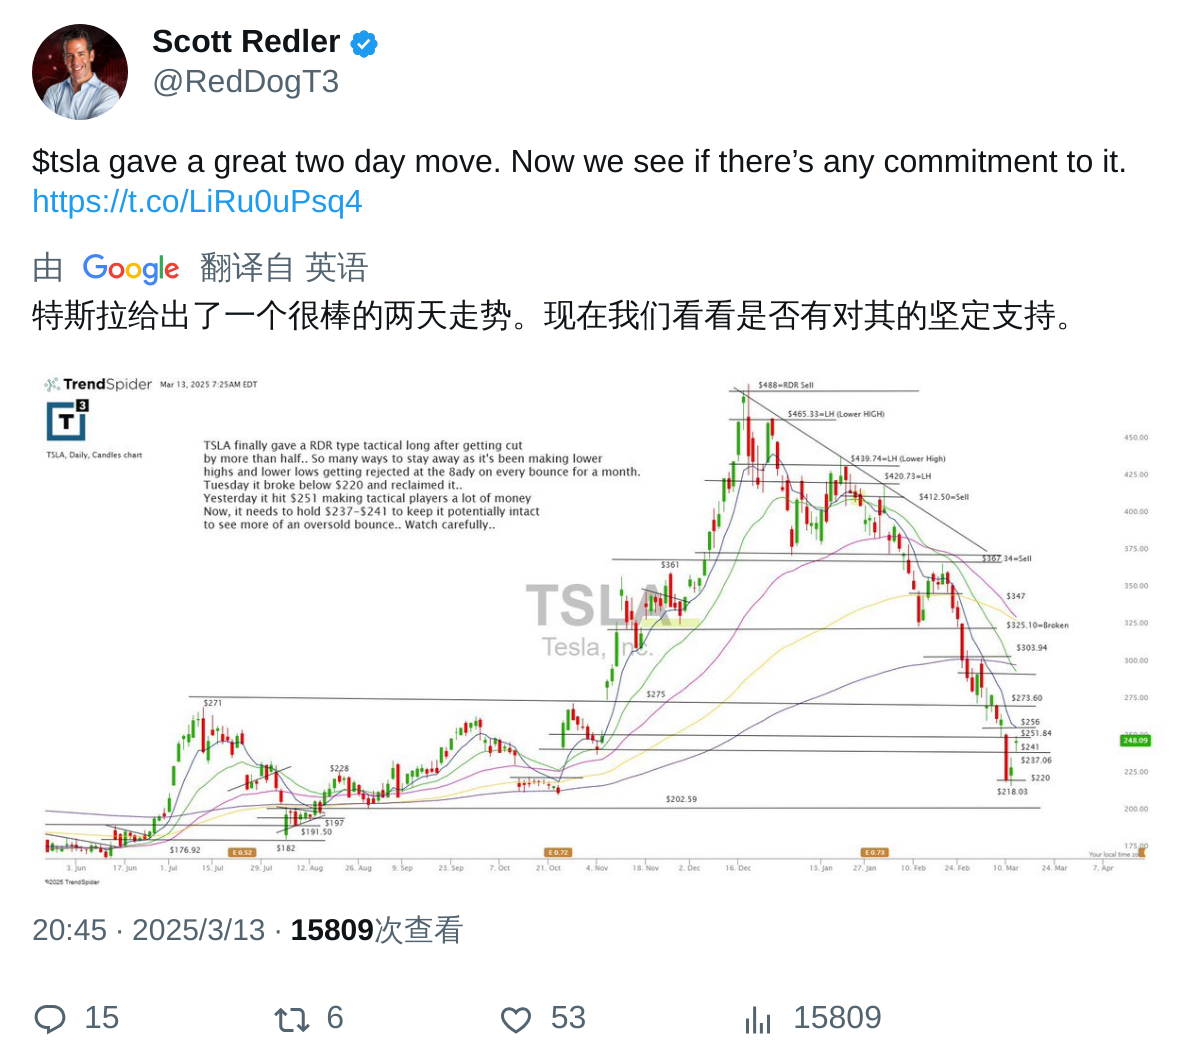 Scott Redler
@RedDogT3
$tsla gave a great two day move. Now we see if there’s any commitment to it.
https://t.co/LiRu0uPsq4
由 Google 翻译自 英语
特斯拉给出了一个很棒的两天走势。现在我们看看是否有对其的坚定支持。
TrendSpider Mar 13, 2025 7:25AM EDT
T3
TSLA, Daily, Candles chart
TSLA finally gave a RDR type tactical long after getting cut
by more than half.. So many ways to stay away as it's been making lower
highs and lower lows getting rejected at the 8ady on every bounce for a month.
Tuesday it broke below $220 and reclaimed it..
Yesterday it hit $251 making tactical players a lot of money
Now, it needs to hold $237-$241 to keep it potentially intact
to see more of an oversold bounce.. Watch carefully..
$488=RDR Sell
$465.33=LH (Lower HIGH)
$439.74=LH (Lower High)
$420.73=LH
$412.50=Sell
$367.34=Sell
$361
$347
$325.10=Broken
$303.94
$275
$273.60
$271
$256
$251.84
$241
$237.06
$220
$218.03
$228
$202.59
$197
$191.50
$182
$176.92
TSLA
Tesla, Inc.
450.00
425.00
400.00
375.00
350.00
325.00
300.00
275.00
248.09
225.00
200.00
175.00
E 0.52
E 0.72
E 0.73
Your local time
3. Jun 17. Jun 1. Jul 15. Jul 29. Jul 12. Aug 26. Aug 9. Sep 23. Sep 7. Oct 21. Oct 4. Nov 18. Nov 2. Dec 16. Dec 13. Jan 27. Jan 10. Feb 24. Feb 10. Mar 24. Mar 7. Apr
©2025 TrendSpider
20:45 · 2025/3/13 · 15809次查看
15 6 53 15809